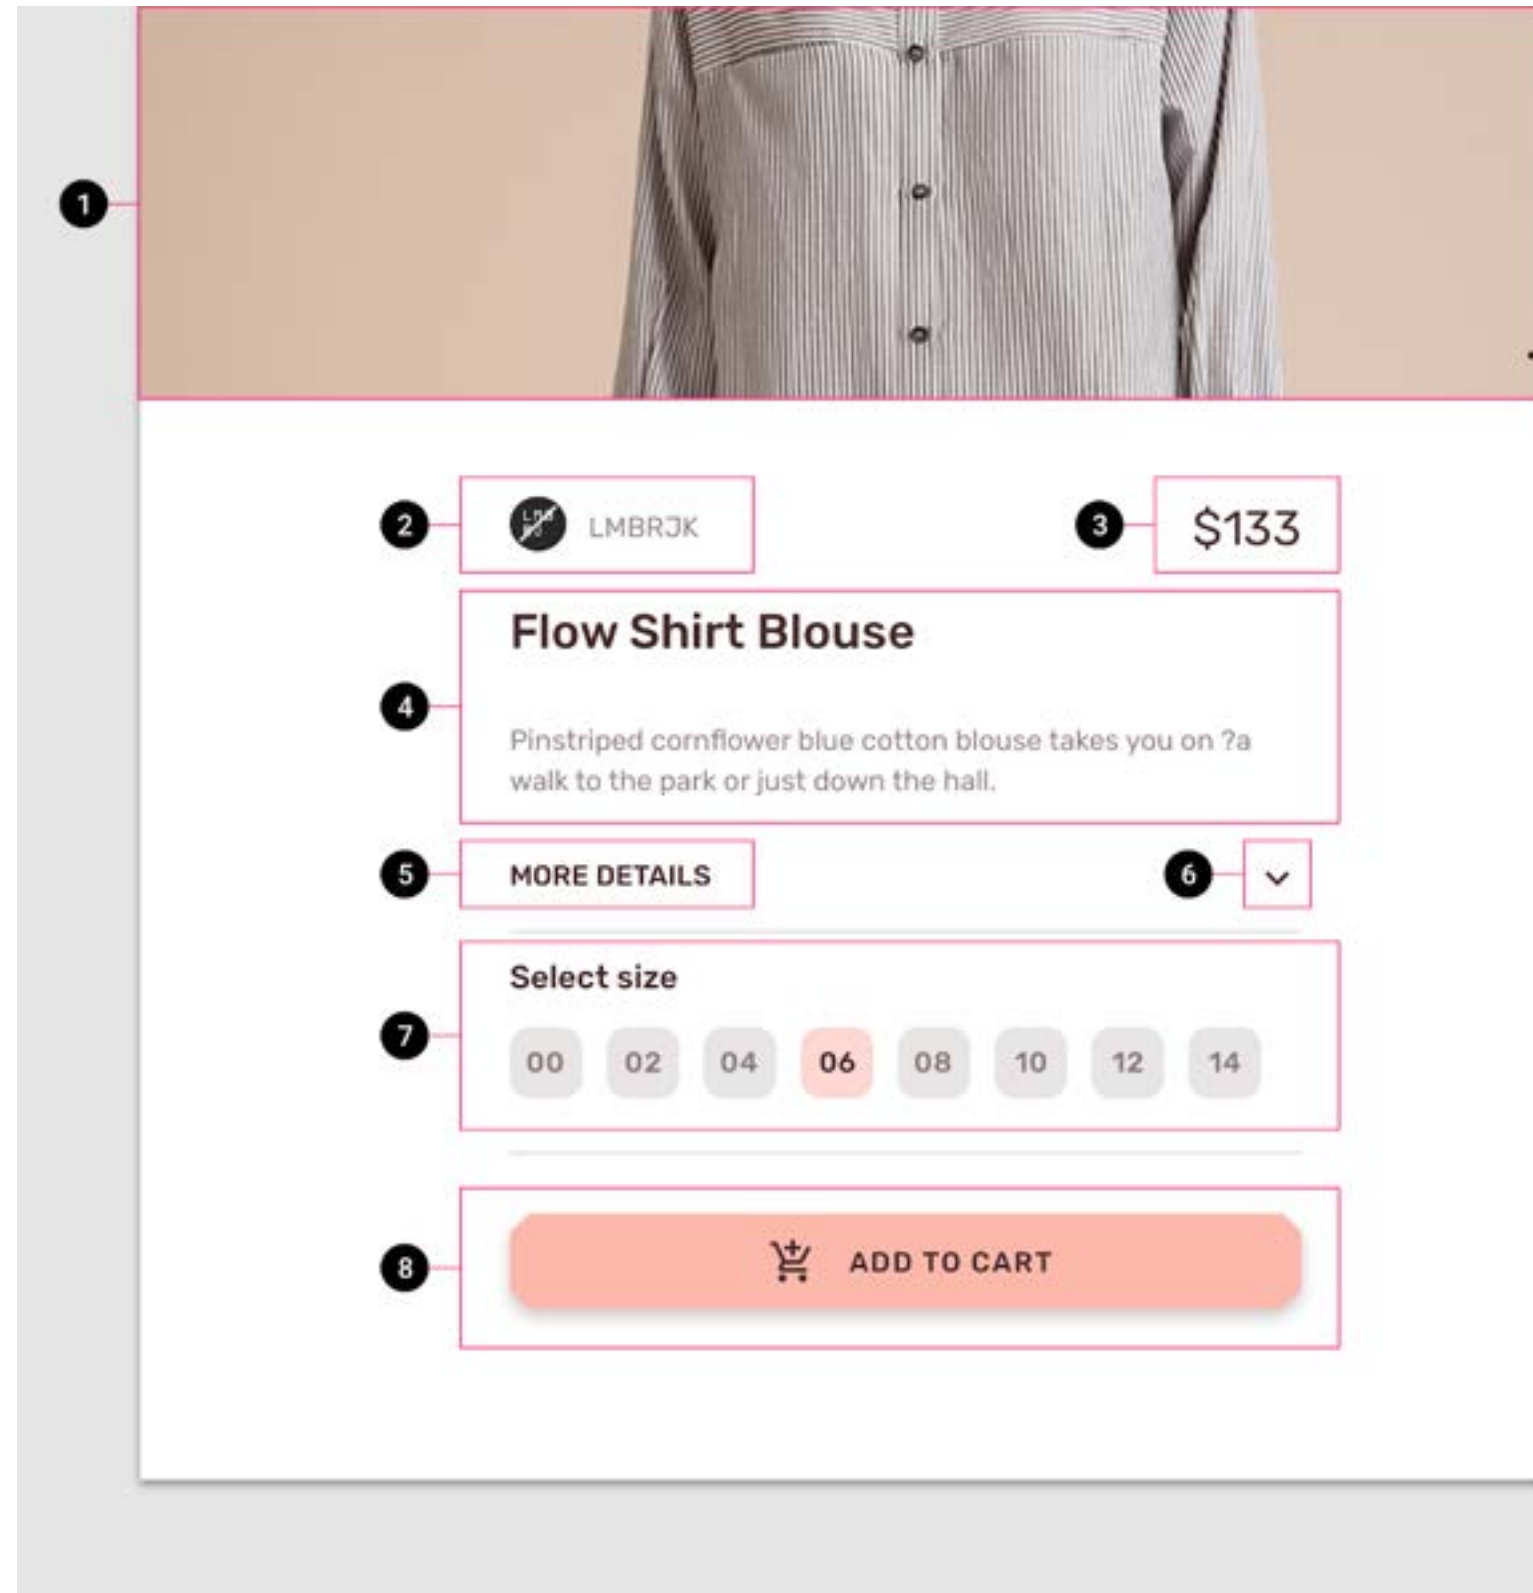 1
2
LMBRJK
3
$133
Flow Shirt Blouse
4
Pinstriped cornflower blue cotton blouse takes you on ?a
walk to the park or just down the hall.
5
MORE DETAILS
6
Select size
7
00 02 04 06 08 10 12 14
8
ADD TO CART